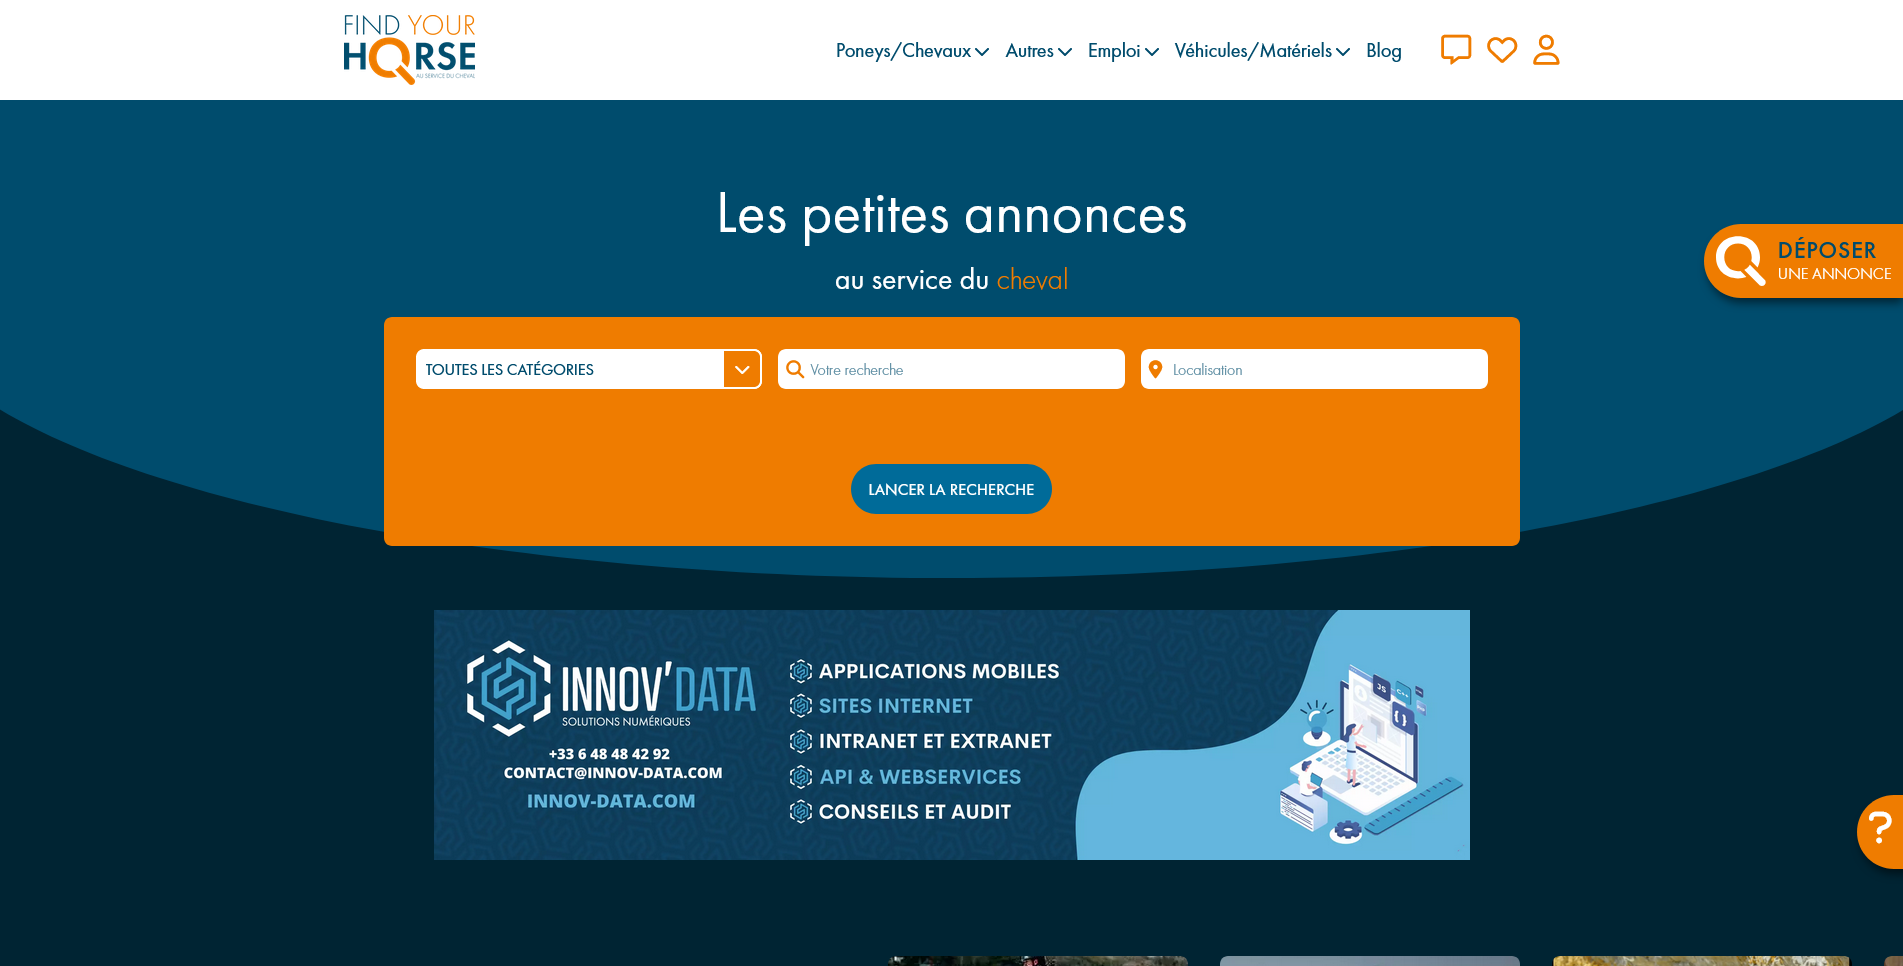 FIND YOUR
HORSE
AU SERVICE DU CHEVAL
Poneys/Chevaux
Autres
Emploi
Véhicules/Matériels
Blog
Les petites annonces
au service du cheval
DÉPOSER
UNE ANNONCE
TOUTES LES CATÉGORIES
Votre recherche
Localisation
LANCER LA RECHERCHE
INNOV'DATA
SOLUTIONS NUMÉRIQUES
+33 6 48 48 42 92
CONTACT@INNOV-DATA.COM
INNOV-DATA.COM
APPLICATIONS MOBILES
SITES INTERNET
INTRANET ET EXTRANET
API & WEBSERVICES
CONSEILS ET AUDIT
JS
C++
{ }
?